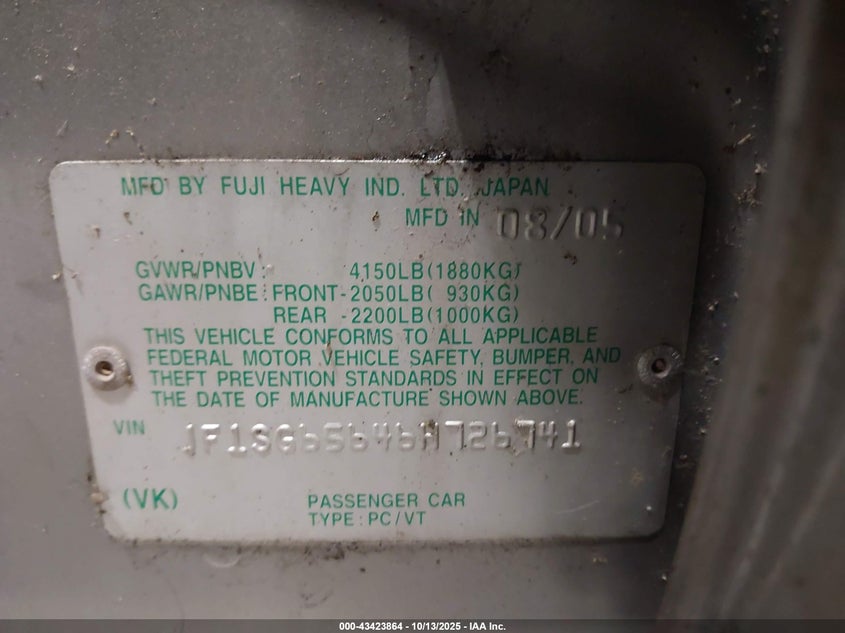 MFD BY FUJI HEAVY IND. LTD. JAPAN
MFD IN 08/05
GVWR/PNBV: 4150LB(1880KG)
GAWR/PNBE: FRONT-2050LB( 930KG)
REAR -2200LB(1000KG)
THIS VEHICLE CONFORMS TO ALL APPLICABLE
FEDERAL MOTOR VEHICLE SAFETY, BUMPER, AND
THEFT PREVENTION STANDARDS IN EFFECT ON
THE DATE OF MANUFACTURE SHOWN ABOVE.
VIN JF1SG65646H726741
(VK) PASSENGER CAR
TYPE: PC/VT
000-43423864 - 10/13/2025 - IAA Inc.